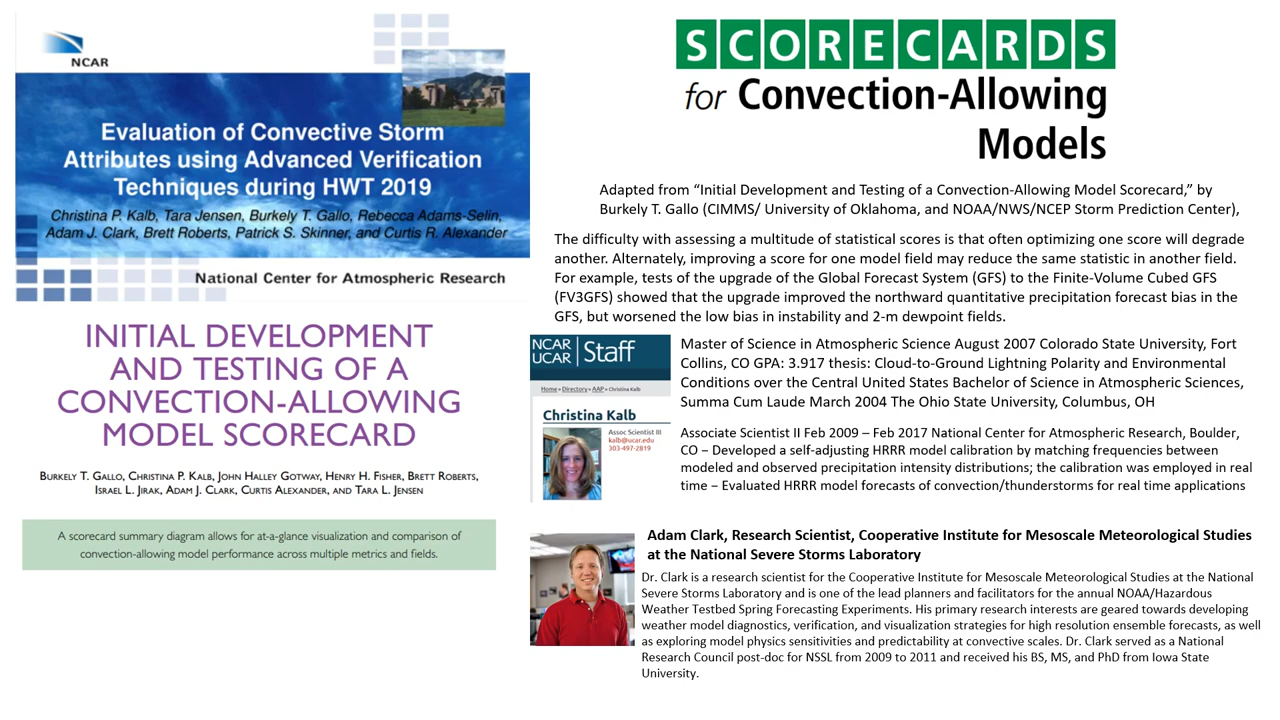 NCAR
Evaluation of Convective Storm
Attributes using Advanced Verification
Techniques during HWT 2019
Christina P. Kalb, Tara Jensen, Burkely T. Gallo, Rebecca Adams-Selin,
Adam J. Clark, Brett Roberts, Patrick S. Skinner, and Curtis R. Alexander
National Center for Atmospheric Research
INITIAL DEVELOPMENT
AND TESTING OF A
CONVECTION-ALLOWING
MODEL SCORECARD
Burkely T. Gallo, Christina P. Kalb, John Halley Gotway, Henry H. Fisher, Brett Roberts,
Israel L. Jirak, Adam J. Clark, Curtis Alexander, and Tara L. Jensen
A scorecard summary diagram allows for at-a-glance visualization and comparison of
convection-allowing model performance across multiple metrics and fields.
SCORECARDS
for Convection-Allowing
Models
Adapted from “Initial Development and Testing of a Convection-Allowing Model Scorecard,” by
Burkely T. Gallo (CIMMS/ University of Oklahoma, and NOAA/NWS/NCEP Storm Prediction Center),
The difficulty with assessing a multitude of statistical scores is that often optimizing one score will degrade
another. Alternately, improving a score for one model field may reduce the same statistic in another field.
For example, tests of the upgrade of the Global Forecast System (GFS) to the Finite-Volume Cubed GFS
(FV3GFS) showed that the upgrade improved the northward quantitative precipitation forecast bias in the
GFS, but worsened the low bias in instability and 2-m dewpoint fields.
NCAR
UCAR
Staff
Home » Directory » AAP » Christina Kalb
Christina Kalb
Assoc Scientist III
kalb@ucar.edu
303-497-2819
Master of Science in Atmospheric Science August 2007 Colorado State University, Fort
Collins, CO GPA: 3.917 thesis: Cloud-to-Ground Lightning Polarity and Environmental
Conditions over the Central United States Bachelor of Science in Atmospheric Sciences,
Summa Cum Laude March 2004 The Ohio State University, Columbus, OH
Associate Scientist II Feb 2009 – Feb 2017 National Center for Atmospheric Research, Boulder,
CO − Developed a self-adjusting HRRR model calibration by matching frequencies between
modeled and observed precipitation intensity distributions; the calibration was employed in real
time − Evaluated HRRR model forecasts of convection/thunderstorms for real time applications
Adam Clark, Research Scientist, Cooperative Institute for Mesoscale Meteorological Studies
at the National Severe Storms Laboratory
Dr. Clark is a research scientist for the Cooperative Institute for Mesoscale Meteorological Studies at the National
Severe Storms Laboratory and is one of the lead planners and facilitators for the annual NOAA/Hazardous
Weather Testbed Spring Forecasting Experiments. His primary research interests are geared towards developing
weather model diagnostics, verification, and visualization strategies for high resolution ensemble forecasts, as well
as exploring model physics sensitivities and predictability at convective scales. Dr. Clark served as a National
Research Council post-doc for NSSL from 2009 to 2011 and received his BS, MS, and PhD from Iowa State
University.